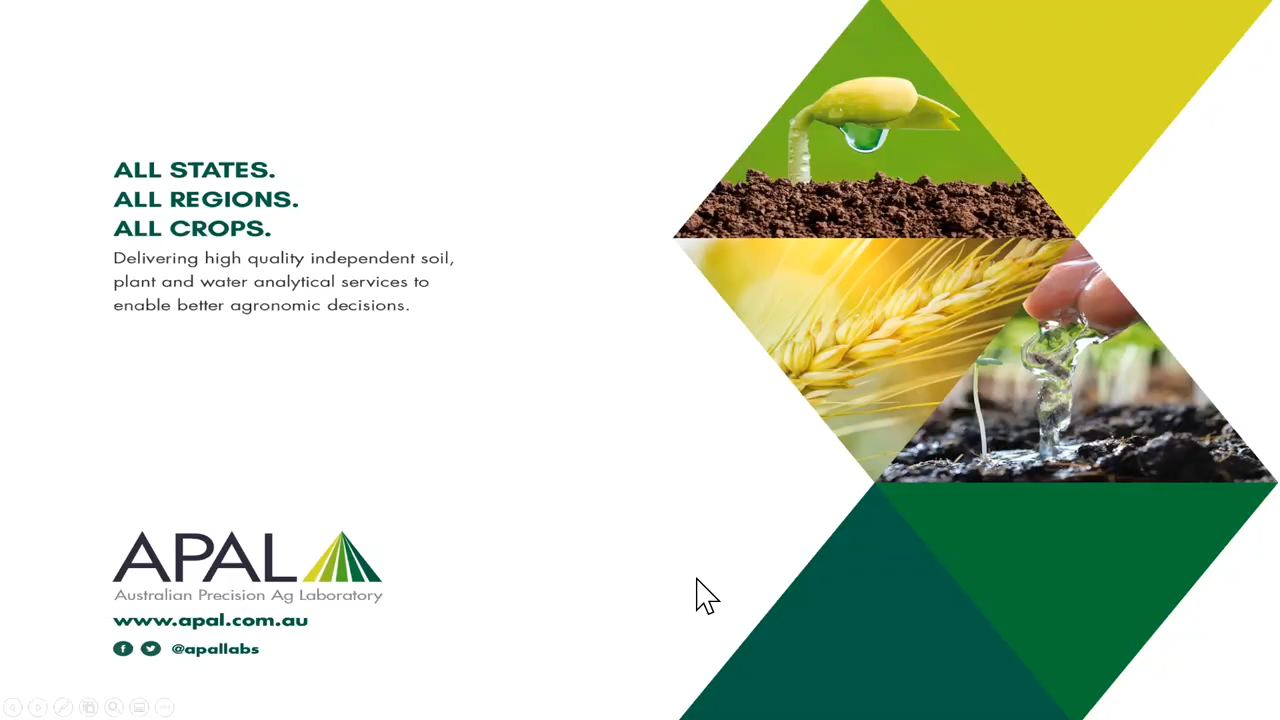 ALL STATES.
ALL REGIONS.
ALL CROPS.
Delivering high quality independent soil,
plant and water analytical services to
enable better agronomic decisions.
APAL
Australian Precision Ag Laboratory
www.apal.com.au
@apallabs